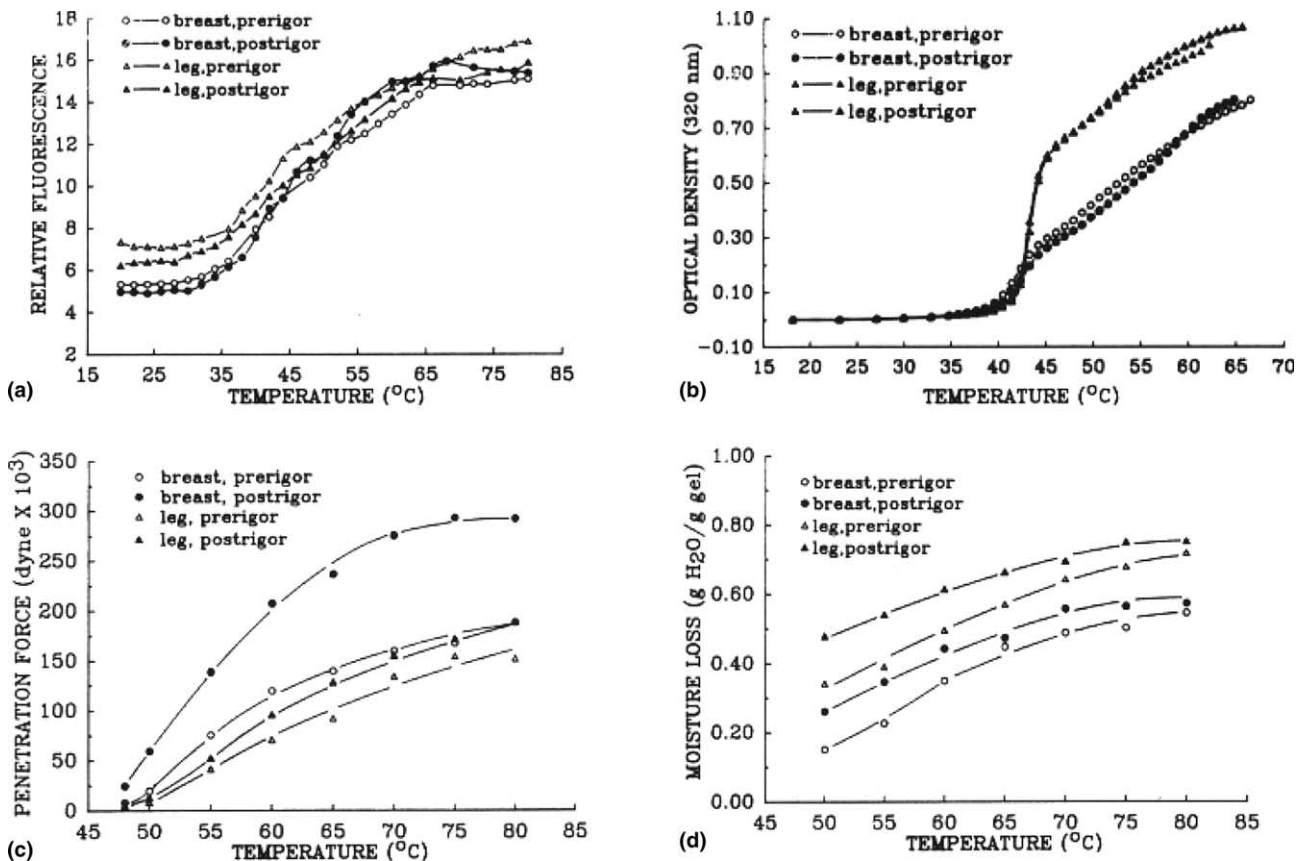 RELATIVE FLUORESCENCE
18
16
14
12
10
8
6
4
2
breast,prerigor
breast,postrigor
leg,prerigor
leg,postrigor
15 25 35 45 55 65 75 85
TEMPERATURE (°C)
(a)
OPTICAL DENSITY (320 nm)
1.10
0.90
0.70
0.50
0.30
0.10
−0.10
breast,prerigor
breast,postrigor
leg,prerigor
leg,postrigor
15 20 25 30 35 40 45 50 55 60 65 70
TEMPERATURE (°C)
(b)
PENETRATION FORCE (dyne X 10³)
350
300
250
200
150
100
50
0
breast, prerigor
breast, postrigor
leg, prerigor
leg, postrigor
45 50 55 60 65 70 75 80 85
TEMPERATURE (°C)
(c)
MOISTURE LOSS (g H2O/g gel)
1.00
0.80
0.60
0.40
0.20
0.00
breast,prerigor
breast,postrigor
leg,prerigor
leg,postrigor
45 50 55 60 65 70 75 80 85
TEMPERATURE (°C)
(d)